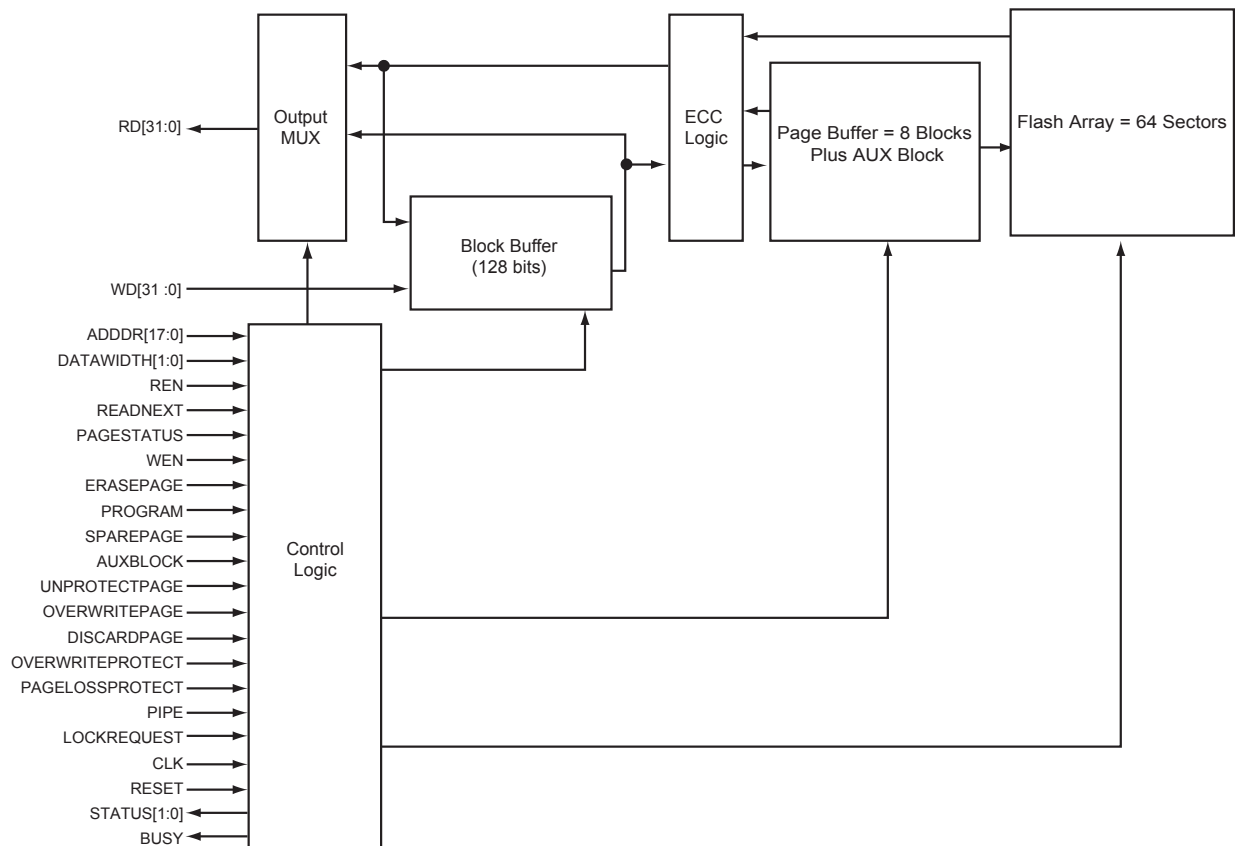 Output
MUX
ECC
Logic
Page Buffer = 8 Blocks
Plus AUX Block
Flash Array = 64 Sectors
RD[31:0]
Block Buffer
(128 bits)
WD[31 :0]
ADDDR[17:0]
DATAWIDTH[1:0]
REN
READNEXT
PAGESTATUS
WEN
ERASEPAGE
PROGRAM
SPAREPAGE
AUXBLOCK
UNPROTECTPAGE
OVERWRITEPAGE
DISCARDPAGE
OVERWRITEPROTECT
PAGELOSSPROTECT
PIPE
LOCKREQUEST
CLK
RESET
STATUS[1:0]
BUSY
Control
Logic